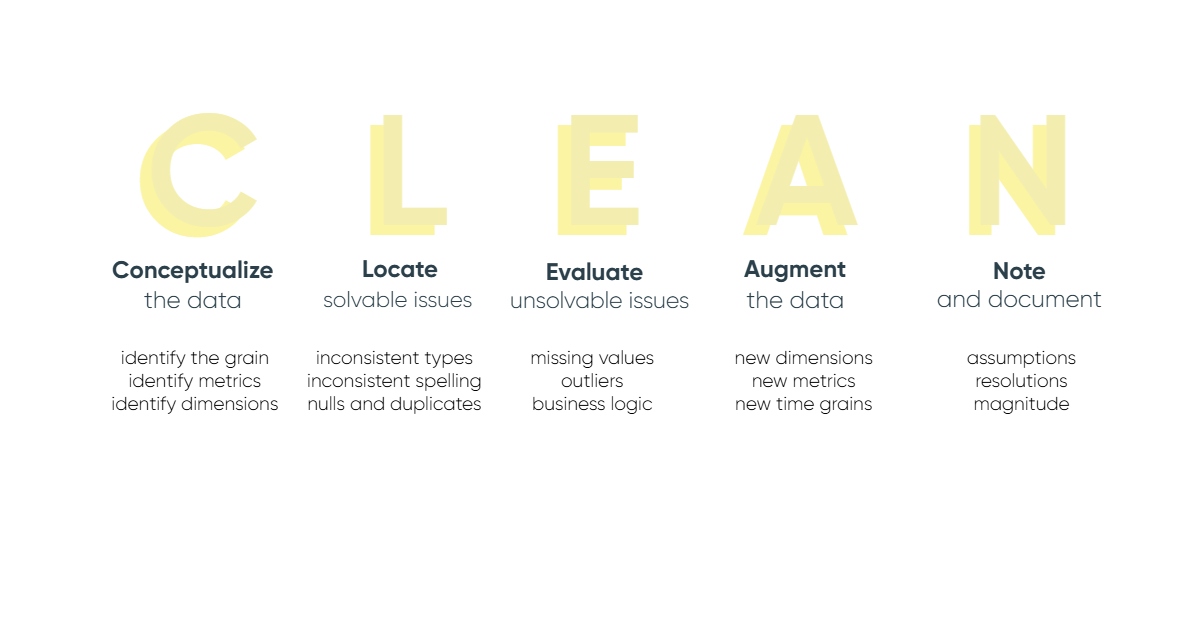 C L E A N
Conceptualize
the data
identify the grain
identify metrics
identify dimensions
Locate
solvable issues
inconsistent types
inconsistent spelling
nulls and duplicates
Evaluate
unsolvable issues
missing values
outliers
business logic
Augment
the data
new dimensions
new metrics
new time grains
Note
and document
assumptions
resolutions
magnitude